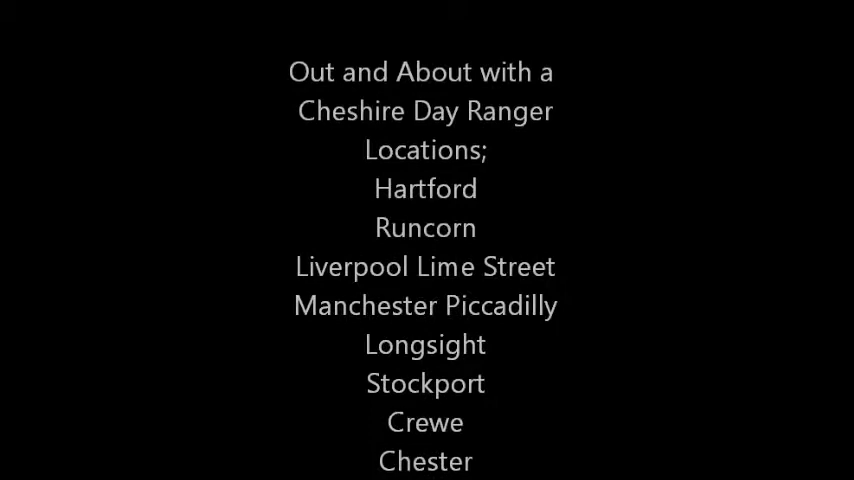 Out and About with a
Cheshire Day Ranger
Locations;
Hartford
Runcorn
Liverpool Lime Street
Manchester Piccadilly
Longsight
Stockport
Crewe
Chester